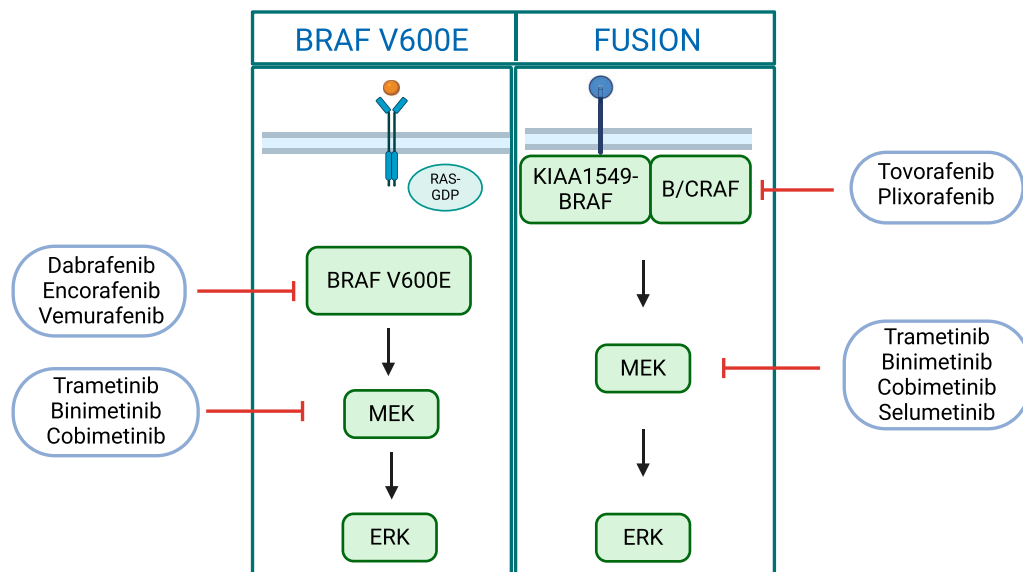 BRAF V600E
FUSION
RAS-
GDP
KIAA1549-
BRAF
B/CRAF
Tovorafenib
Plixorafenib
Dabrafenib
Encorafenib
Vemurafenib
BRAF V600E
Trametinib
Binimetinib
Cobimetinib
MEK
MEK
Trametinib
Binimetinib
Cobimetinib
Selumetinib
ERK
ERK